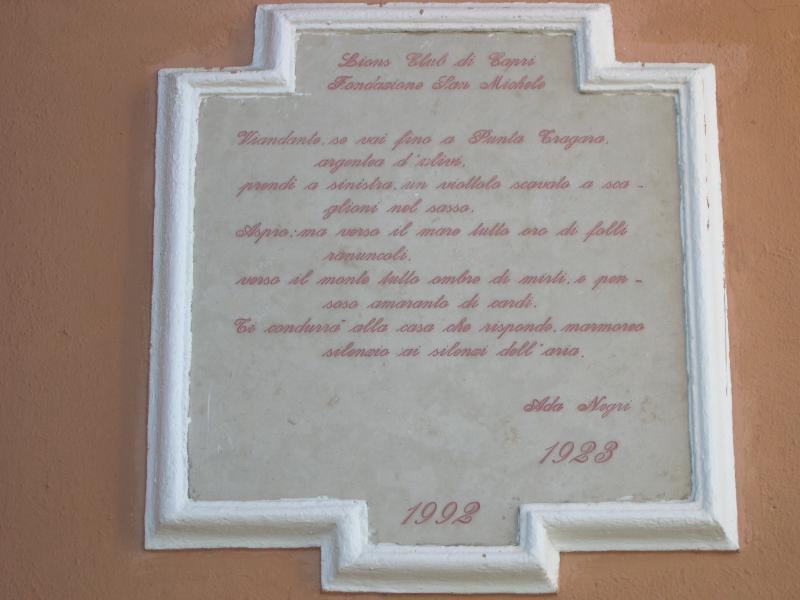 Lions Club di Capri
Fondazione San Michele
Viandante, se vai fino a Punta Tragara,
argentea d'ulivi,
prendi a sinistra, un viottolo scavato a sca-
glioni nel sasso.
Aspro; ma verso il mare tutto oro di folli
ranuncoli,
verso il monte tutto ombre di mirti, e pen-
soso amaranto di cardi.
Ti condurrà alla casa che risponde, marmoreo
silenzio ai silenzi dell'aria.
Ada Negri
1923
1992